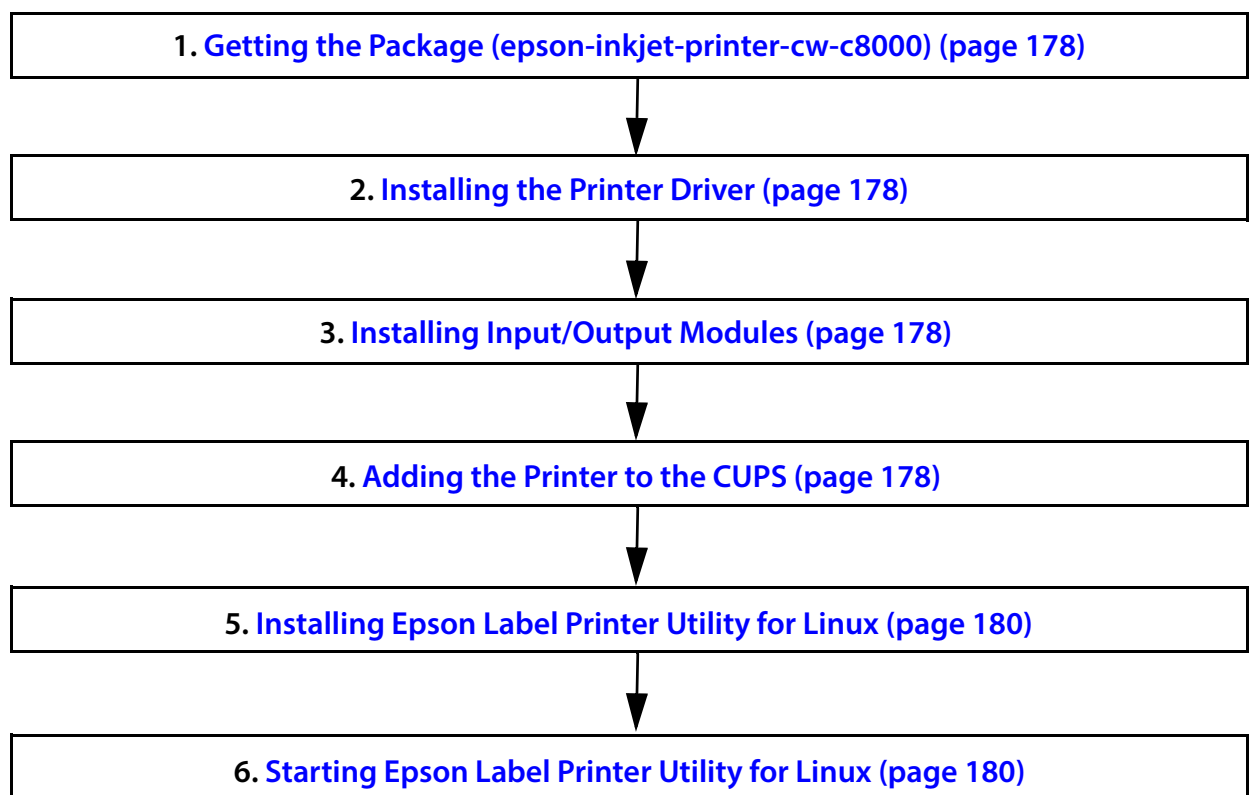 1. Getting the Package (epson-inkjet-printer-cw-c8000) (page 178)
2. Installing the Printer Driver (page 178)
3. Installing Input/Output Modules (page 178)
4. Adding the Printer to the CUPS (page 178)
5. Installing Epson Label Printer Utility for Linux (page 180)
6. Starting Epson Label Printer Utility for Linux (page 180)